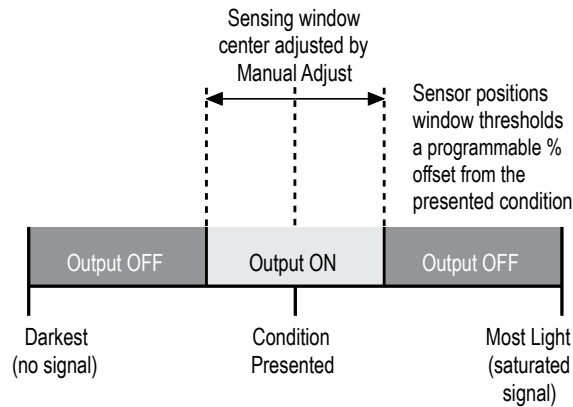 Sensing window
center adjusted by
Manual Adjust
Sensor positions
window thresholds
a programmable %
offset from the
presented condition
Output OFF
Output ON
Output OFF
Darkest
(no signal)
Condition
Presented
Most Light
(saturated
signal)